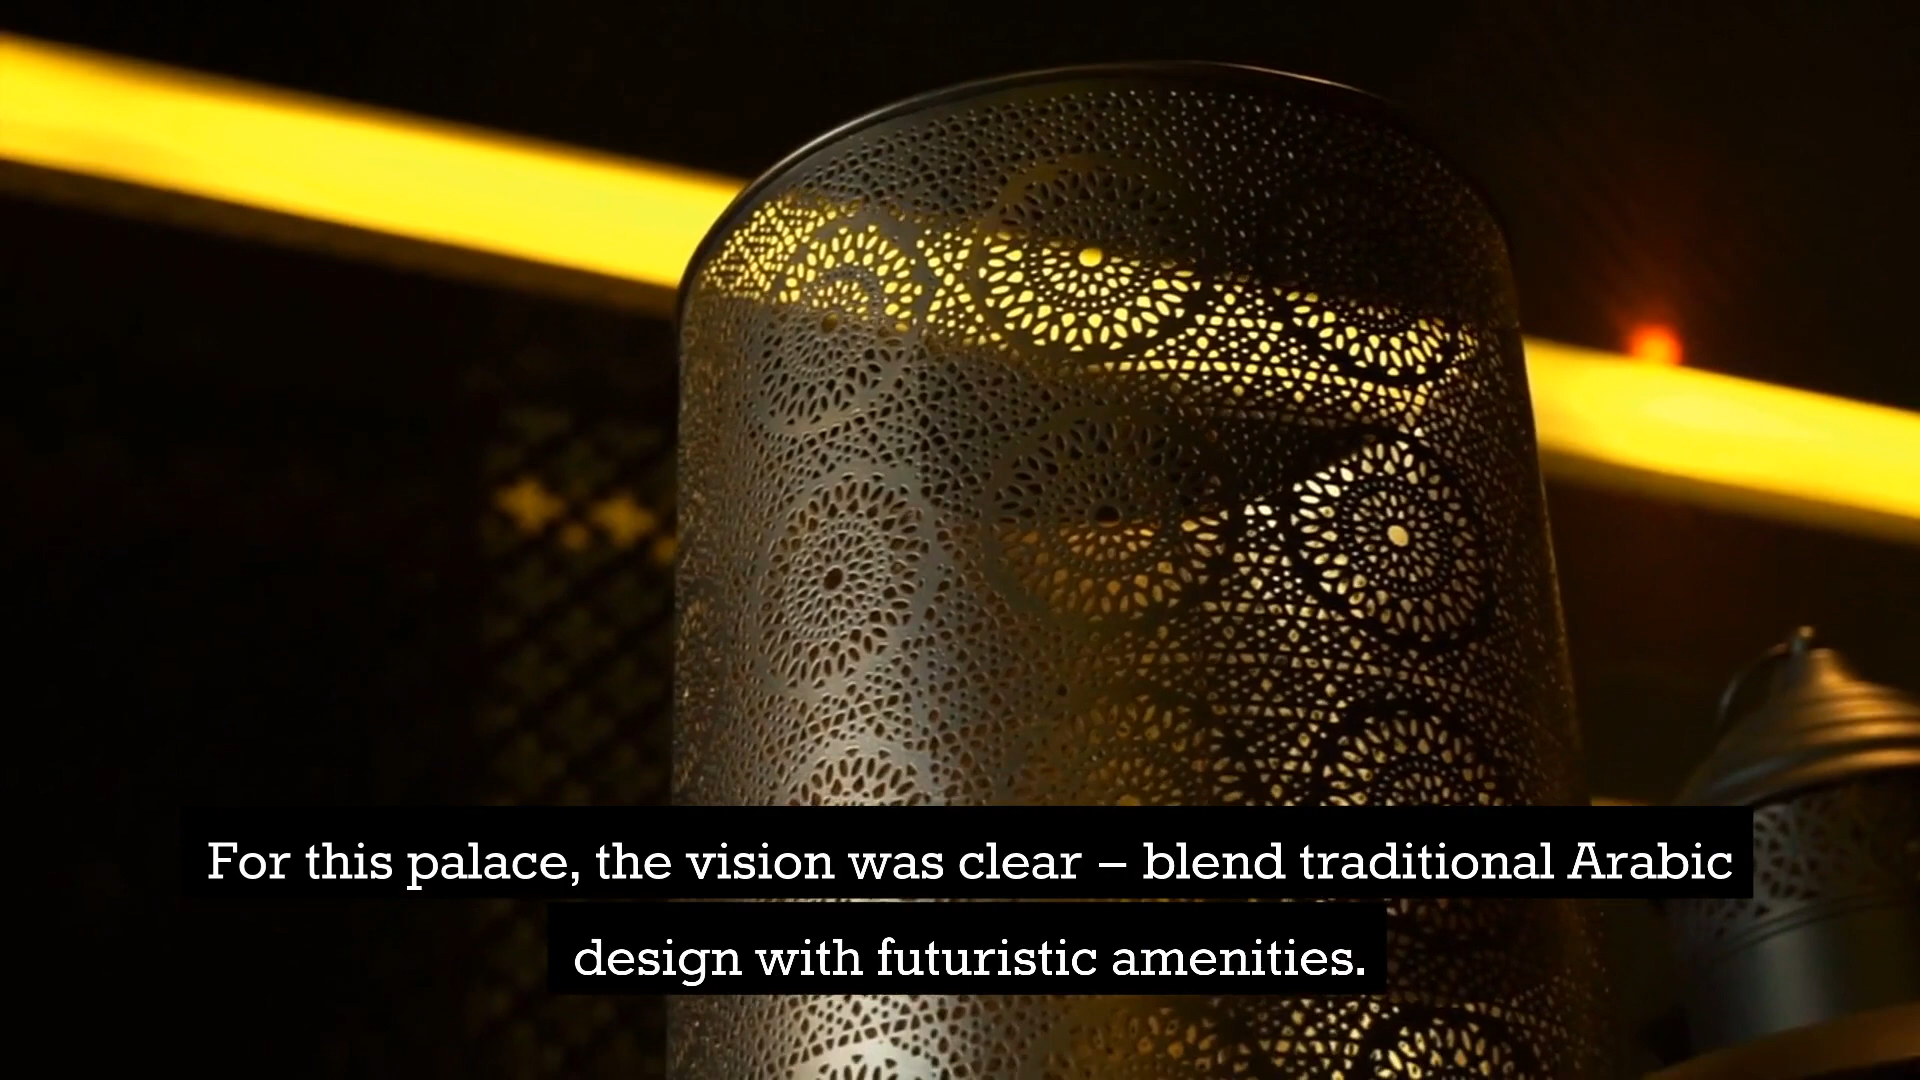 For this palace, the vision was clear – blend traditional Arabic
design with futuristic amenities.